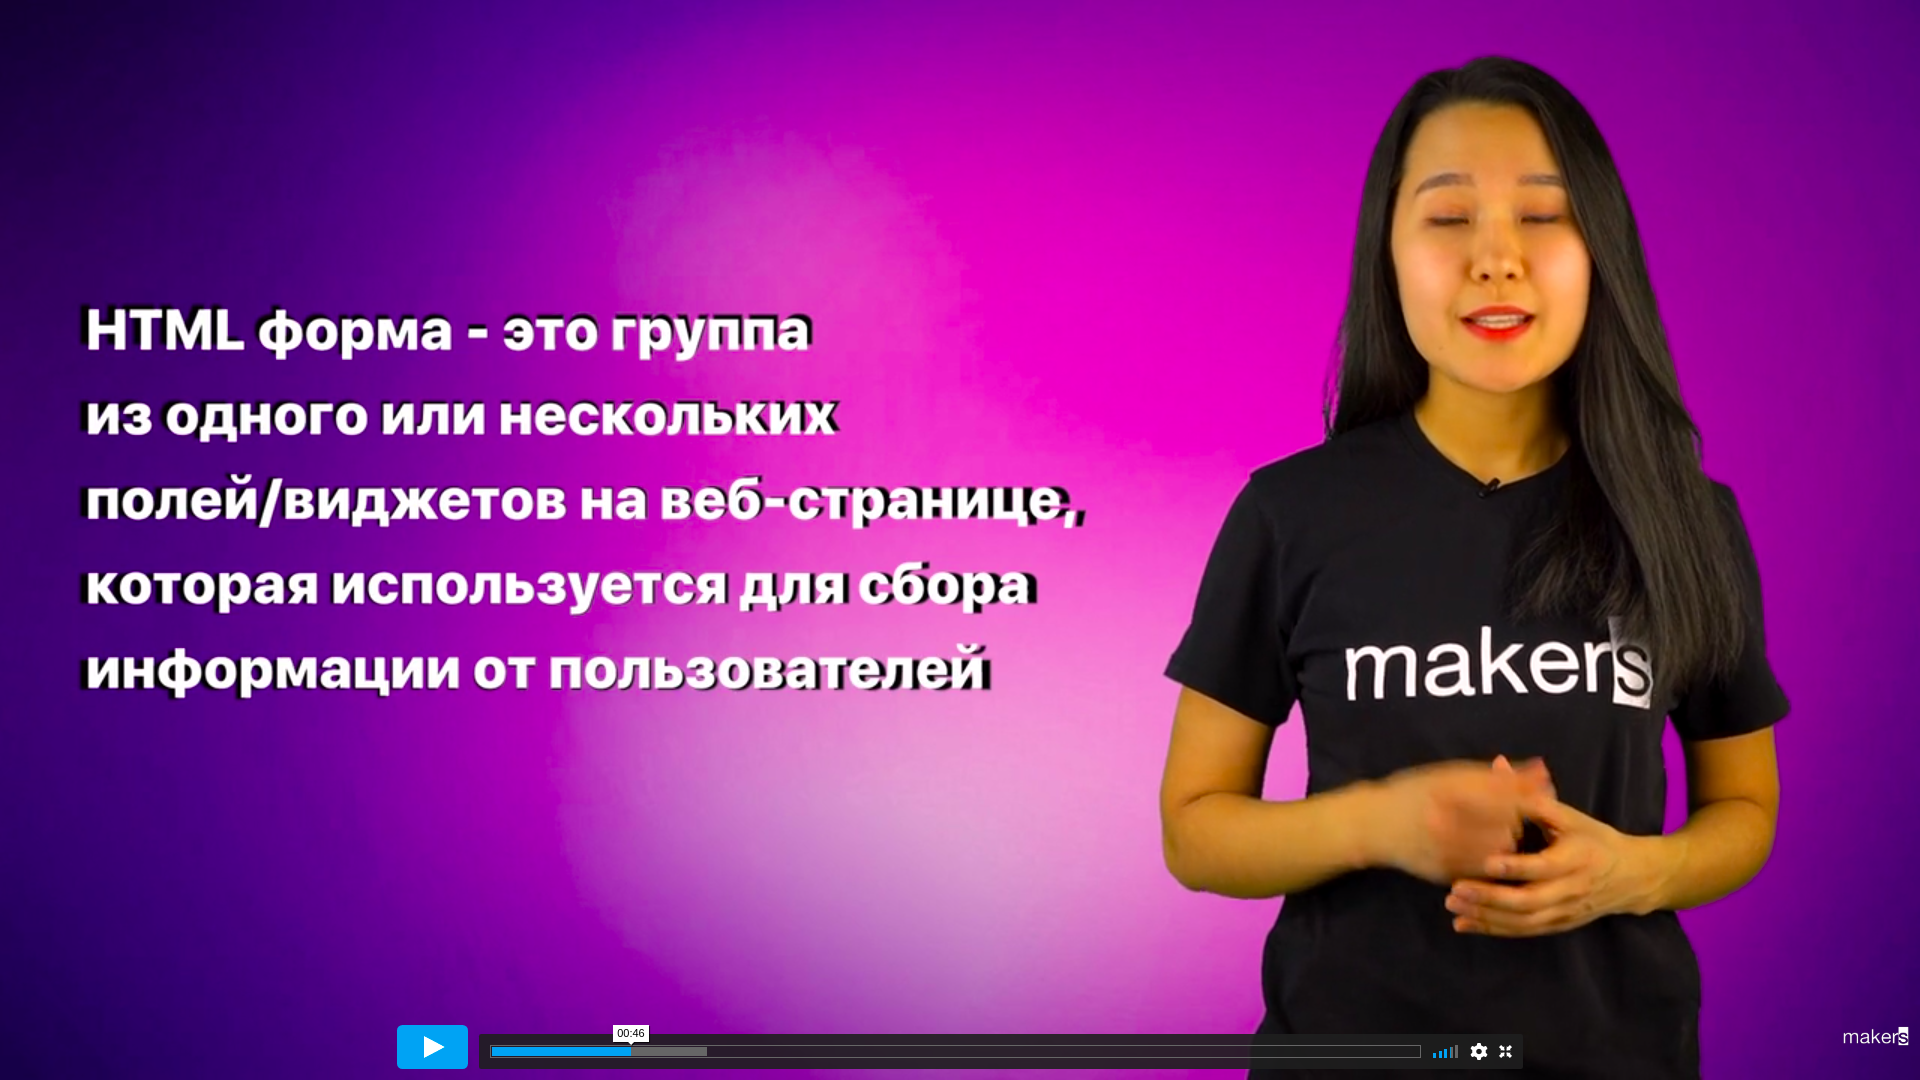 HTML форма - это группа
из одного или нескольких
полей/виджетов на веб-странице,
которая используется для сбора
информации от пользователей
makers
00:46
makers